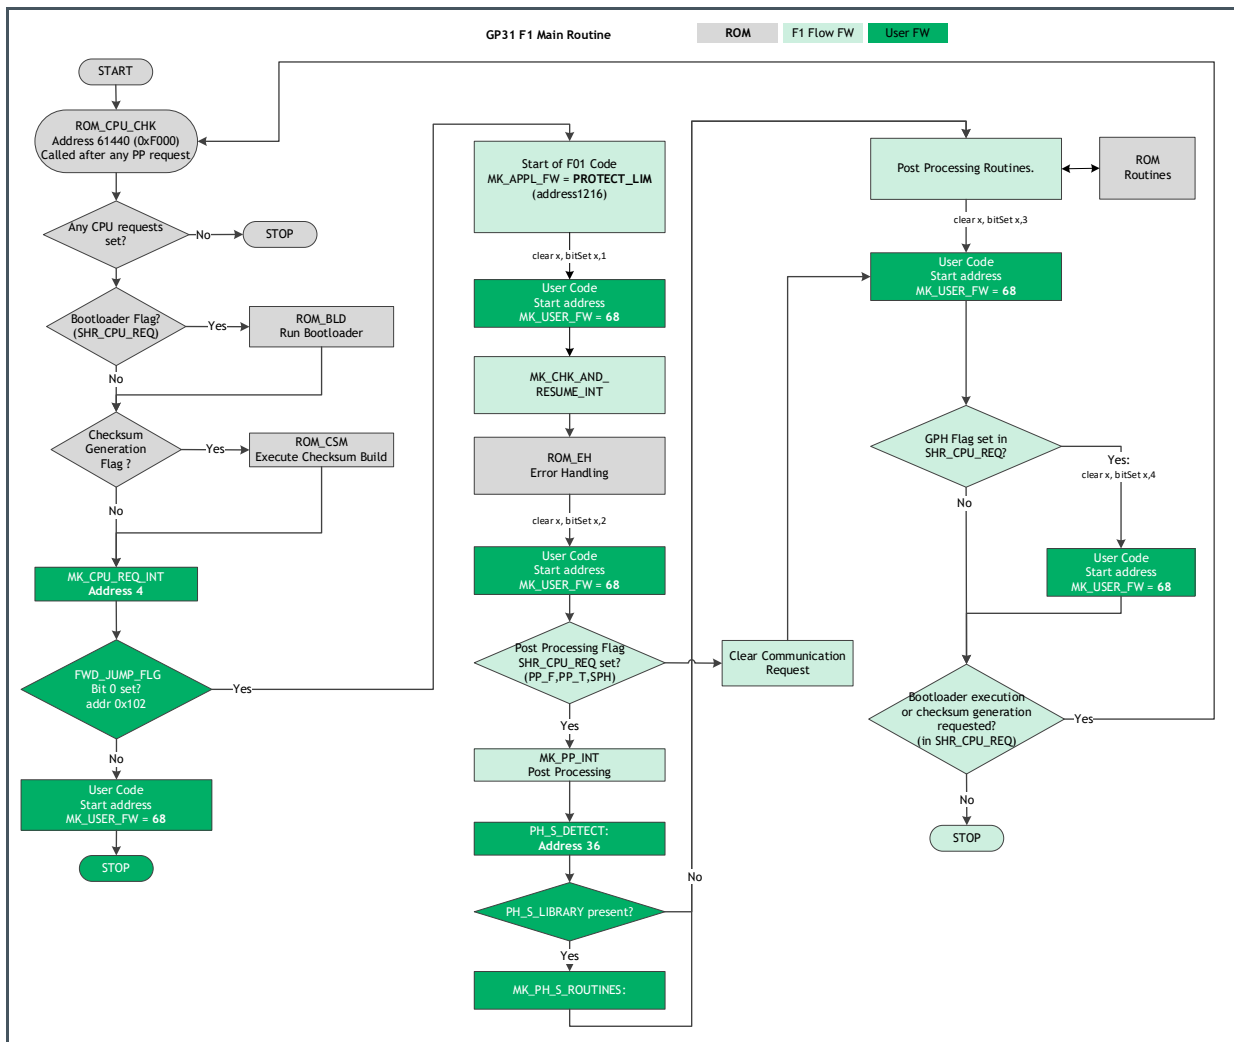 GP31 F1 Main Routine
ROM
F1 Flow FW
User FW
START
ROM_CPU_CHK
Address 61440 (0xF000)
Called after any PP request
Any CPU requests
set?
No
STOP
Bootloader Flag?
(SHR_CPU_REQ)
Yes
ROM_BLD
Run Bootloader
No
Checksum
Generation
Flag ?
Yes
ROM_CSM
Execute Checksum Build
No
MK_CPU_REQ_INT
Address 4
FWD_JUMP_FLG
Bit 0 set?
addr 0x102
Yes
No
User Code
Start address
MK_USER_FW = 68
STOP
Start of F01 Code
MK_APPL_FW = PROTECT_LIM
(address1216)
clear x, bitSet x,1
User Code
Start address
MK_USER_FW = 68
MK_CHK_AND_
RESUME_INT
ROM_EH
Error Handling
clear x, bitSet x,2
User Code
Start address
MK_USER_FW = 68
Post Processing Flag
SHR_CPU_REQ set?
(PP_F,PP_T,SPH)
Clear Communication
Request
Yes
MK_PP_INT
Post Processing
PH_S_DETECT:
Address 36
PH_S_LIBRARY present?
No
Yes
MK_PH_S_ROUTINES:
Post Processing Routines.
ROM
Routines
clear x, bitSet x,3
User Code
Start address
MK_USER_FW = 68
GPH Flag set in
SHR_CPU_REQ?
Yes:
clear x, bitSet x,4
No
User Code
Start address
MK_USER_FW = 68
Bootloader execution
or checksum generation
requested?
(in SHR_CPU_REQ)
Yes
No
STOP